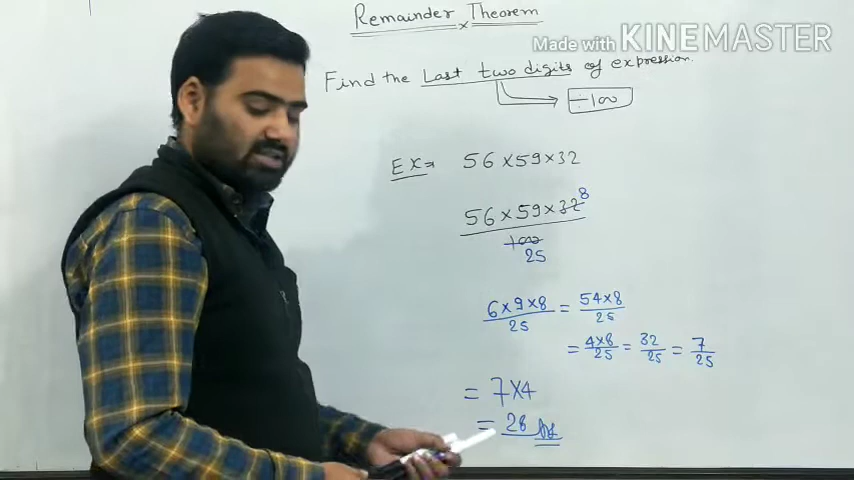 Remainder Theorem
Made with KINEMASTER
Find the Last two digits of expression.
÷100
Ex⇒ 56×59×32
56×59×32 8
100
25
6×9×8 = 54×8
25 25
= 4×8 = 32 = 7
25 25 25
= 7×4
= 28